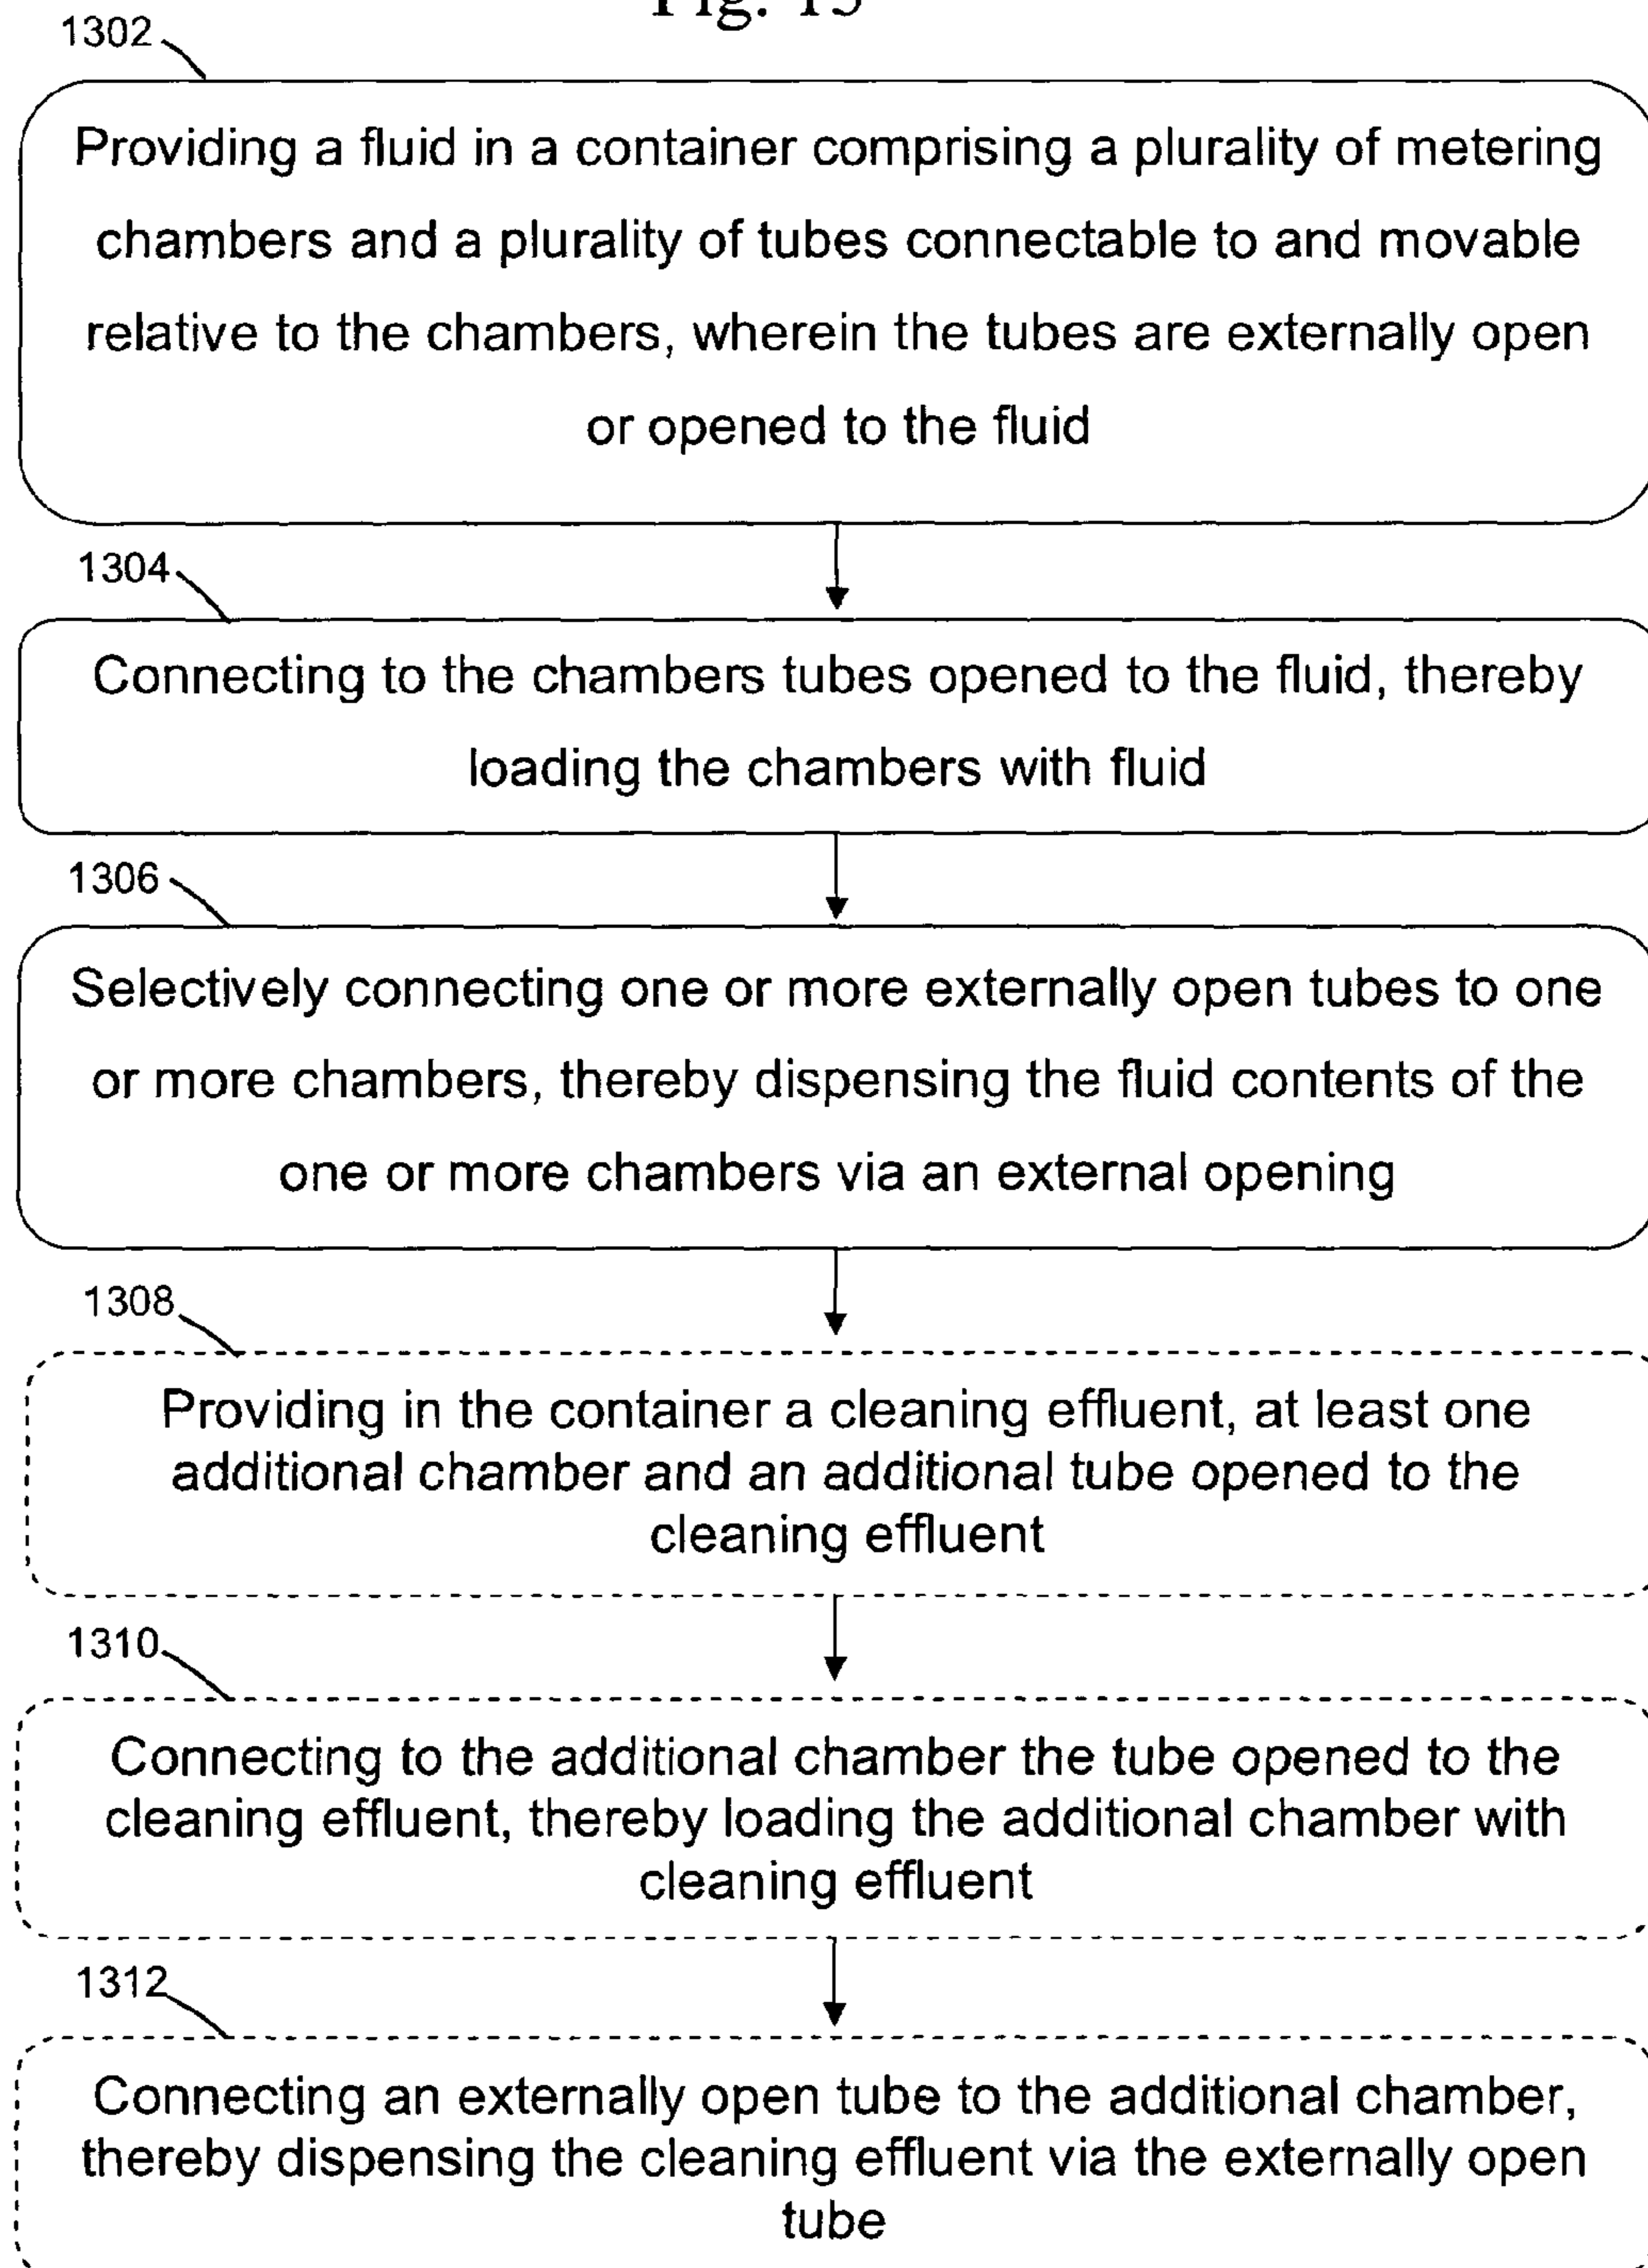 Fig. 13
1302
Providing a fluid in a container comprising a plurality of metering
chambers and a plurality of tubes connectable to and movable
relative to the chambers, wherein the tubes are externally open
or opened to the fluid
1304
Connecting to the chambers tubes opened to the fluid, thereby
loading the chambers with fluid
1306
Selectively connecting one or more externally open tubes to one
or more chambers, thereby dispensing the fluid contents of the
one or more chambers via an external opening
1308
Providing in the container a cleaning effluent, at least one
additional chamber and an additional tube opened to the
cleaning effluent
1310
Connecting to the additional chamber the tube opened to the
cleaning effluent, thereby loading the additional chamber with
cleaning effluent
1312
Connecting an externally open tube to the additional chamber,
thereby dispensing the cleaning effluent via the externally open
tube